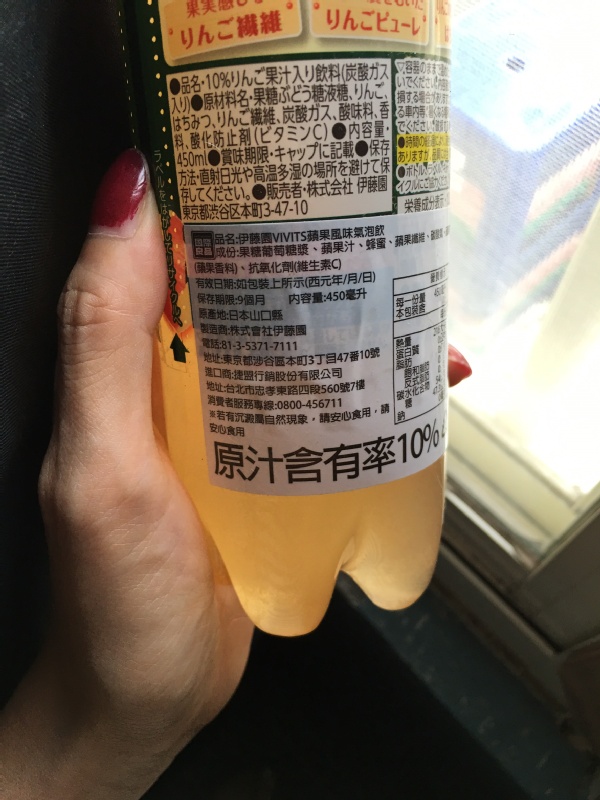 りんご繊維
りんごピューレ
●品名・10%りんご果汁入り飲料(炭酸ガス
入り)●原材料名・果糖ぶどう糖液糖、りんご、
はちみつ、りんご繊維、炭酸ガス、酸味料、香
料、酸化防止剤(ビタミンC)●内容量・
450ml●賞味期限・キャップに記載●保存
方法・直射日光や高温多湿の場所を避けて保
存してください。●販売者・株式会社 伊藤園
東京都渋谷区本町3-47-10
栄養成分表示
品名:伊藤園VIVITS蘋果風味氣泡飲
成份:果糖葡萄糖漿、蘋果汁、蜂蜜、蘋果纖維、
(蘋果香料)、抗氧化劑(維生素C)
有效日期:如包裝上所示(西元年/月/日)
保存期限:9個月 內容量:450毫升
原產地:日本山口縣
製造商:株式會社伊藤園
電話:81-3-5371-7111
地址:東京都渉谷區本町3丁目47番10號
進口商:捷盟行銷股份有限公司
地址:台北市忠孝東路四段560號7樓
消費者服務專線:0800-456711
※若有沉澱屬自然現象,請安心食用,請
安心食用
原汁含有率10%
每一份量
本包裝含
熱量
蛋白質
脂肪
飽和脂肪
反式脂肪
碳水化合物
糖
鈉